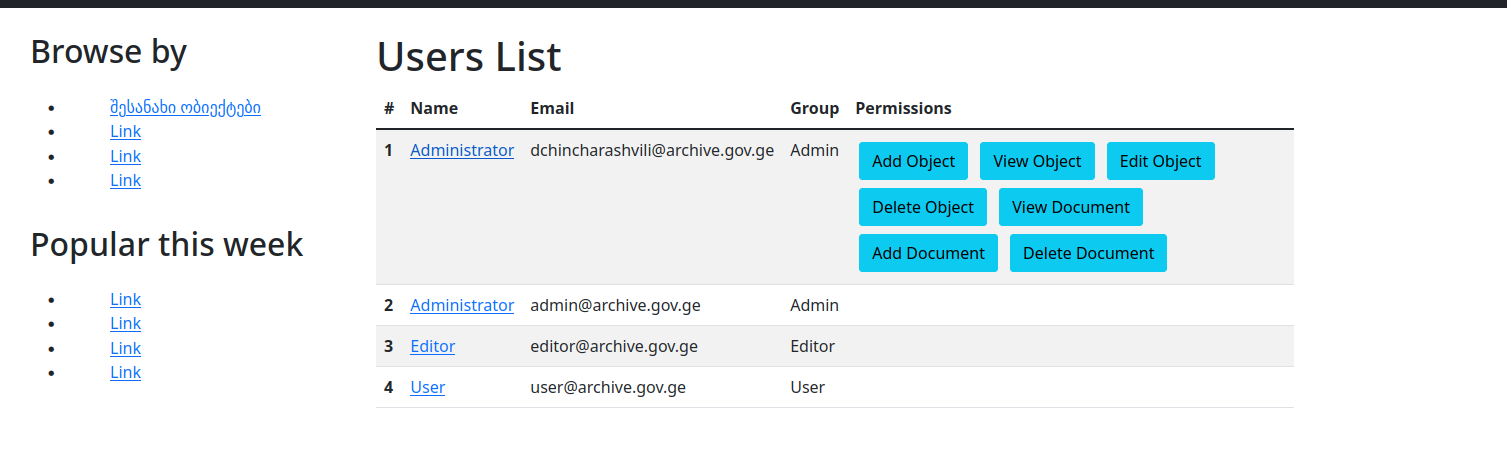 Browse by
შესანახი ობიექტები
Link
Link
Link
Popular this week
Link
Link
Link
Link
Users List
# Name Email Group Permissions
1 Administrator dchincharashvili@archive.gov.ge Admin Add Object View Object Edit Object
Delete Object View Document
Add Document Delete Document
2 Administrator admin@archive.gov.ge Admin
3 Editor editor@archive.gov.ge Editor
4 User user@archive.gov.ge User